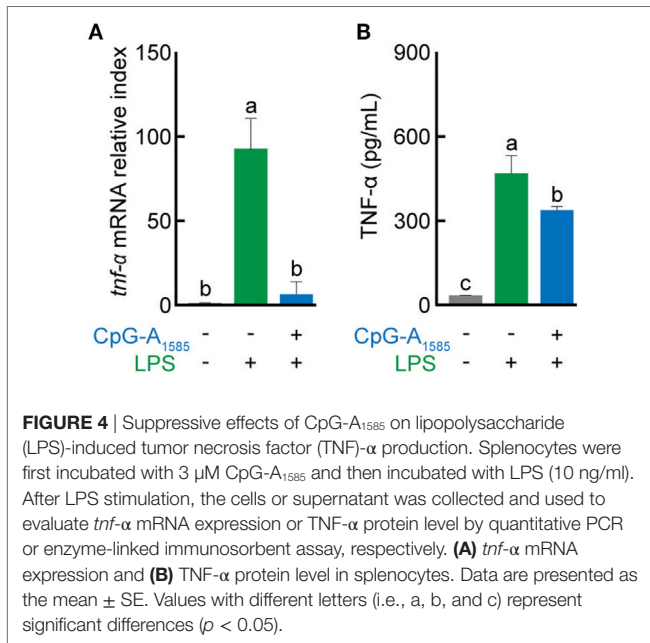 A
tnf-α mRNA relative index
150
100
50
0
b
a
b
CpG-A1585 - - +
LPS - + +
B
TNF-α (pg/mL)
900
600
300
0
c
a
b
- - +
- + +
FIGURE 4 | Suppressive effects of CpG-A1585 on lipopolysaccharide
(LPS)-induced tumor necrosis factor (TNF)-α production. Splenocytes were
first incubated with 3 μM CpG-A1585 and then incubated with LPS (10 ng/ml).
After LPS stimulation, the cells or supernatant was collected and used to
evaluate tnf-α mRNA expression or TNF-α protein level by quantitative PCR
or enzyme-linked immunosorbent assay, respectively. (A) tnf-α mRNA
expression and (B) TNF-α protein level in splenocytes. Data are presented as
the mean ± SE. Values with different letters (i.e., a, b, and c) represent
significant differences (p < 0.05).